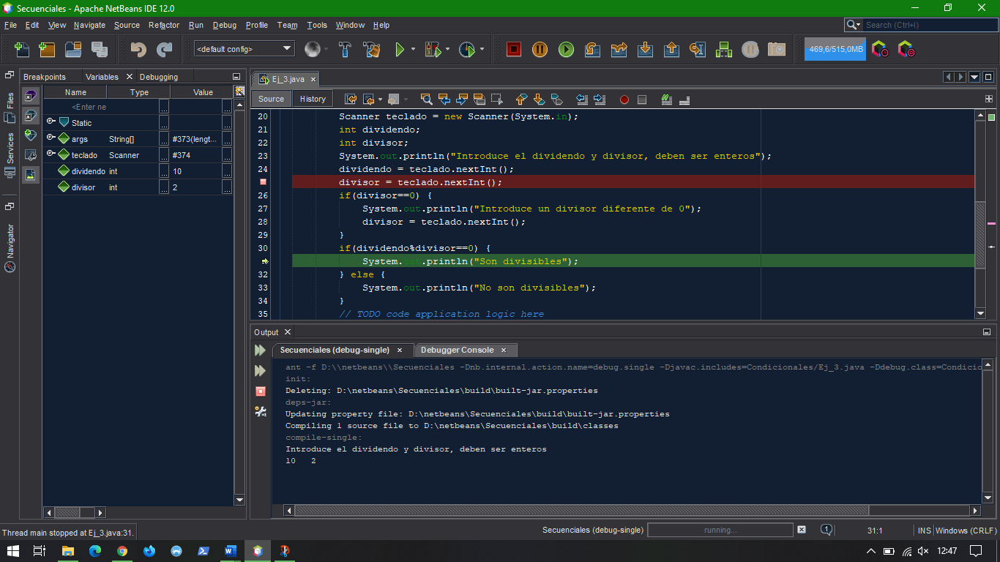 Secuenciales - Apache NetBeans IDE 12.0
File Edit View Navigate Source Refactor Run Debug Profile Team Tools Window Help
Search (Ctrl+I)
<default config>
469,6/515,0MB
Files
Services
Navigator
Breakpoints Variables Debugging
Name Type Value
<Enter ne
... ...
Static ... ...
args String[] ... #373(lengt... ...
teclado Scanner ... #374 ...
dividendo int ... 10 ...
divisor int ... 2 ...
Ej_3.java
Source History
20 Scanner teclado = new Scanner(System.in);
21 int dividendo;
22 int divisor;
23 System.out.println("Introduce el dividendo y divisor, deben ser enteros");
24 dividendo = teclado.nextInt();
divisor = teclado.nextInt();
26 if(divisor==0) {
27 System.out.println("Introduce un divisor diferente de 0");
28 divisor = teclado.nextInt();
29 }
30 if(dividendo%divisor==0) {
System.out.println("Son divisibles");
32 } else {
33 System.out.println("No son divisibles");
34 }
35 // TODO code application logic here
Output
Secuenciales (debug-single) Debugger Console
ant -f D:\\netbeans\\Secuenciales -Dnb.internal.action.name=debug.single -Djavac.includes=Condicionales/Ej_3.java -Ddebug.class=Condicio
init:
Deleting: D:\netbeans\Secuenciales\build\built-jar.properties
deps-jar:
Updating property file: D:\netbeans\Secuenciales\build\built-jar.properties
Compiling 1 source file to D:\netbeans\Secuenciales\build\classes
compile-single:
Introduce el dividendo y divisor, deben ser enteros
10 2
Thread main stopped at Ej_3.java:31.
Secuenciales (debug-single) running... 1 31:1 INS Windows (CRLF)
12:47